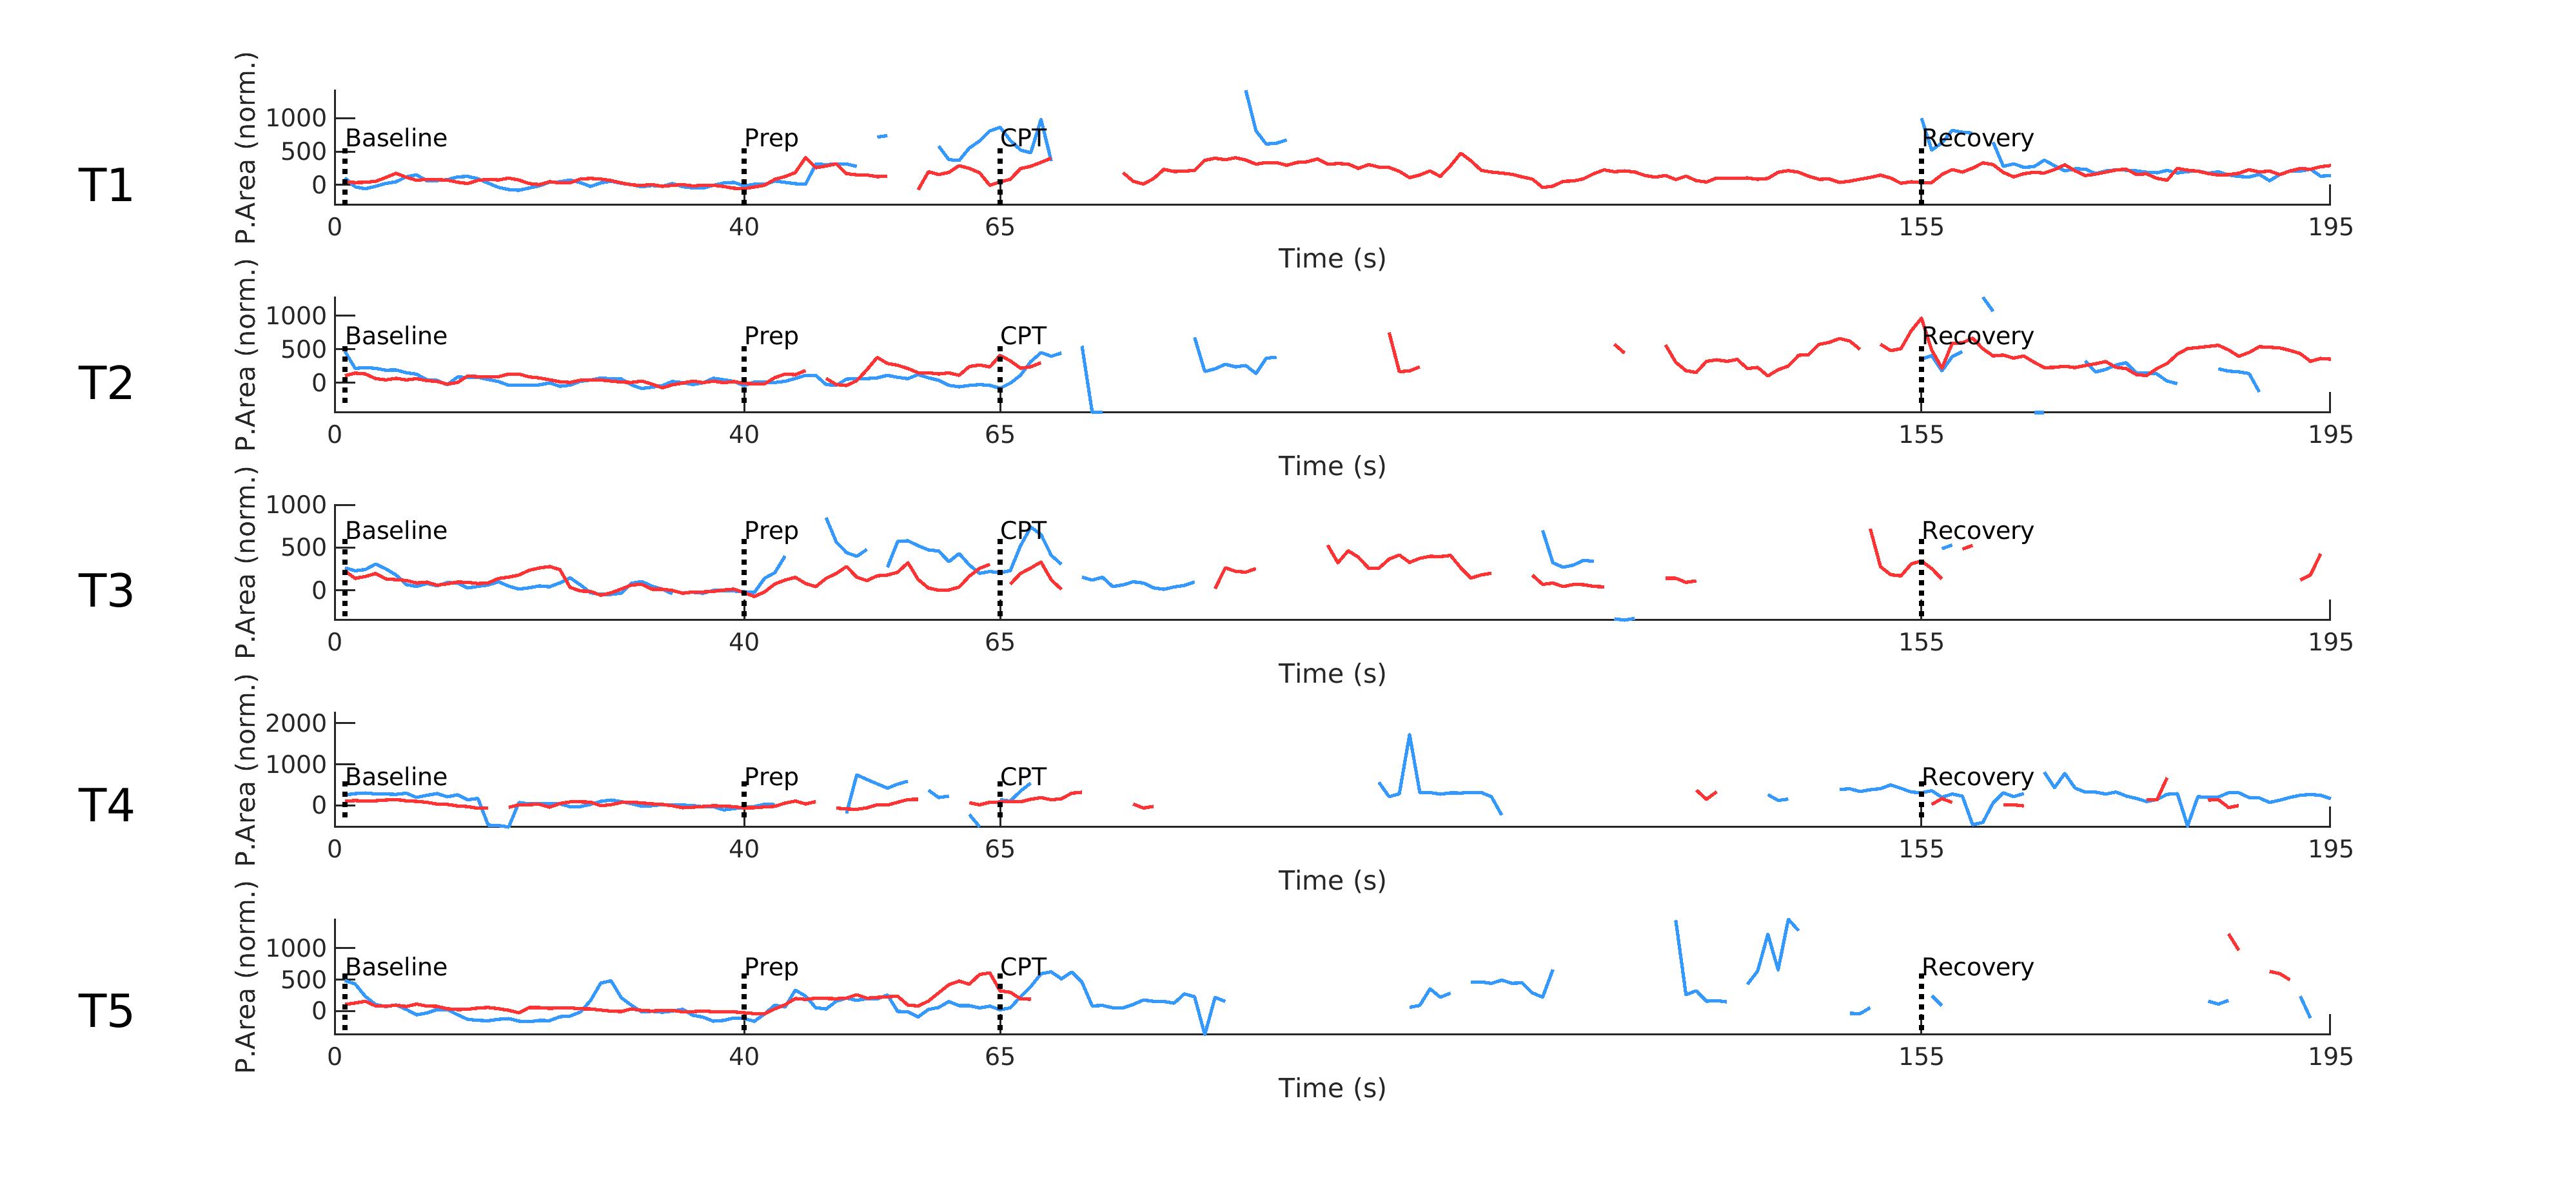 T1
P.Area (norm.)
1000
500
0
Baseline
Prep
CPT
Recovery
0
40
65
155
195
Time (s)
T2
P.Area (norm.)
1000
500
0
Baseline
Prep
CPT
Recovery
0
40
65
155
195
Time (s)
T3
P.Area (norm.)
1000
500
0
Baseline
Prep
CPT
Recovery
0
40
65
155
195
Time (s)
T4
P.Area (norm.)
2000
1000
0
Baseline
Prep
CPT
Recovery
0
40
65
155
195
Time (s)
T5
P.Area (norm.)
1000
500
0
Baseline
Prep
CPT
Recovery
0
40
65
155
195
Time (s)